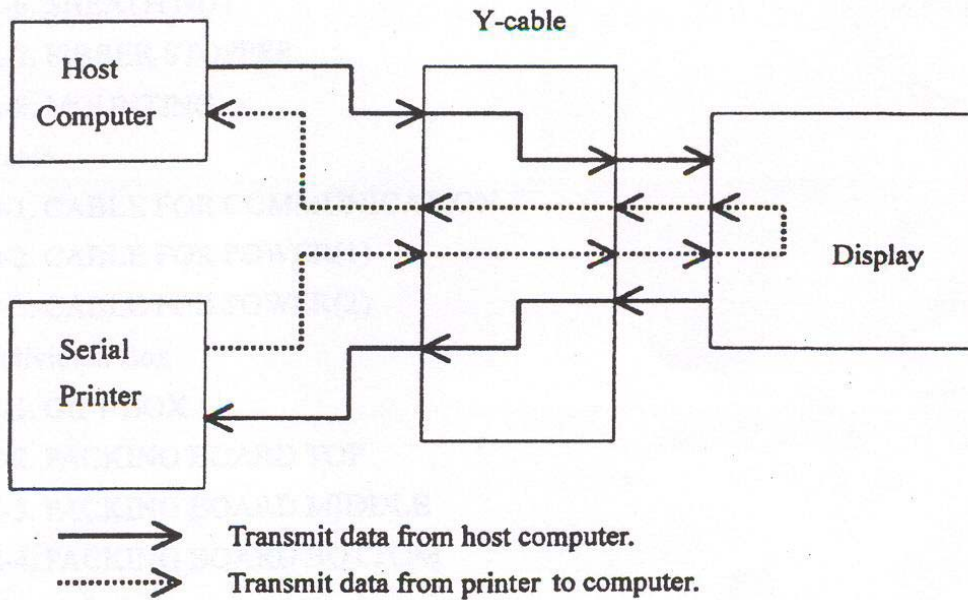 Y-cable
Host
Computer
Display
Serial
Printer
Transmit data from host computer.
Transmit data from printer to computer.